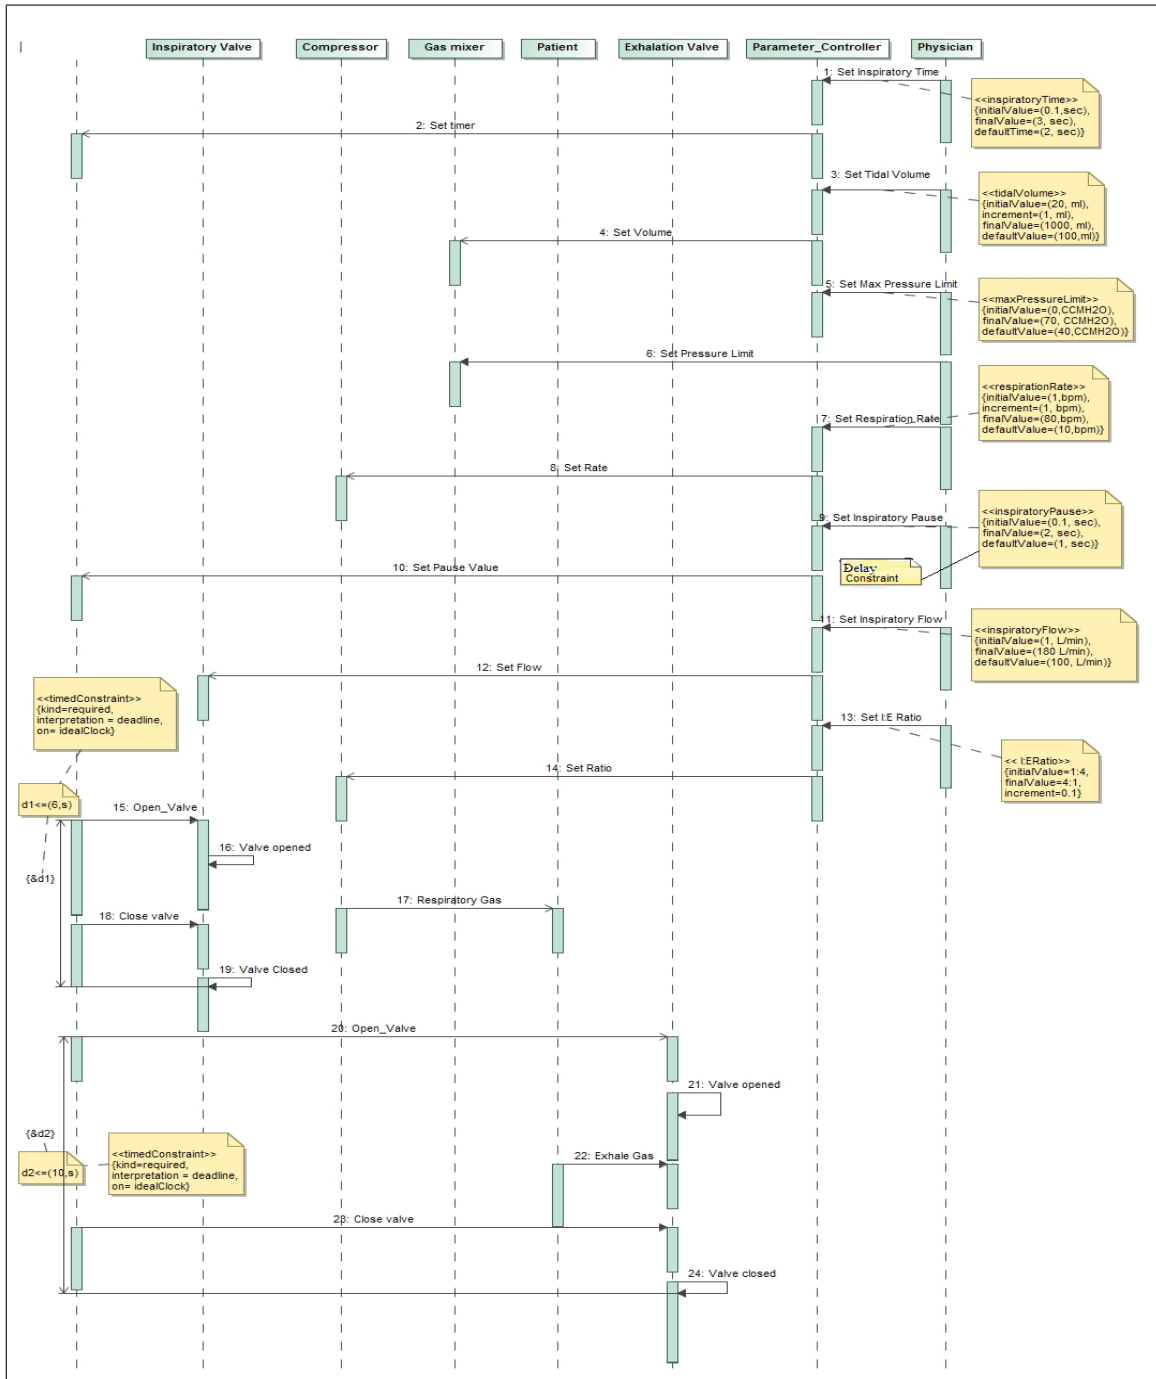 Inspiratory Valve
Compressor
Gas mixer
Patient
Exhalation Valve
Parameter_Controller
Physician
1: Set Inspiratory Time
<<inspiratoryTime>>
{initialValue=(0.1,sec),
finalValue=(3, sec),
defaultTime=(2, sec)}
2: Set timer
3: Set Tidal Volume
<<tidalVolume>>
{initialValue=(20, ml),
increment=(1, ml),
finalValue=(1000, ml),
defaultValue=(100,ml)}
4: Set Volume
5: Set Max Pressure Limit
<<maxPressureLimit>>
{initialValue=(0,CCMH2O),
finalValue=(70, CCMH2O),
defaultValue=(40,CCMH2O)}
6: Set Pressure Limit
<<respirationRate>>
{initialValue=(1,bpm),
increment=(1, bpm),
finalValue=(80,bpm),
defaultValue=(10,bpm)}
7: Set Respiration Rate
8: Set Rate
9: Set Inspiratory Pause
<<inspiratoryPause>>
{initialValue=(0.1, sec),
finalValue=(2, sec),
defaultValue=(1, sec)}
Delay
Constraint
10: Set Pause Value
11: Set Inspiratory Flow
<<inspiratoryFlow>>
{initialValue=(1, L/min),
finalValue=(180 L/min),
defaultValue=(100, L/min)}
12: Set Flow
<<timedConstraint>>
{kind=required,
interpretation = deadline,
on= idealClock}
13: Set I:E Ratio
<< I:ERatio>>
{initialValue=1:4,
finalValue=4:1,
increment=0.1}
14: Set Ratio
d1<=(6,s)
15: Open_Valve
16: Valve opened
{&d1}
17: Respiratory Gas
18: Close valve
19: Valve Closed
20: Open_Valve
21: Valve opened
{&d2}
<<timedConstraint>>
{kind=required,
interpretation = deadline,
on= idealClock}
d2<=(10,s)
22: Exhale Gas
23: Close valve
24: Valve closed